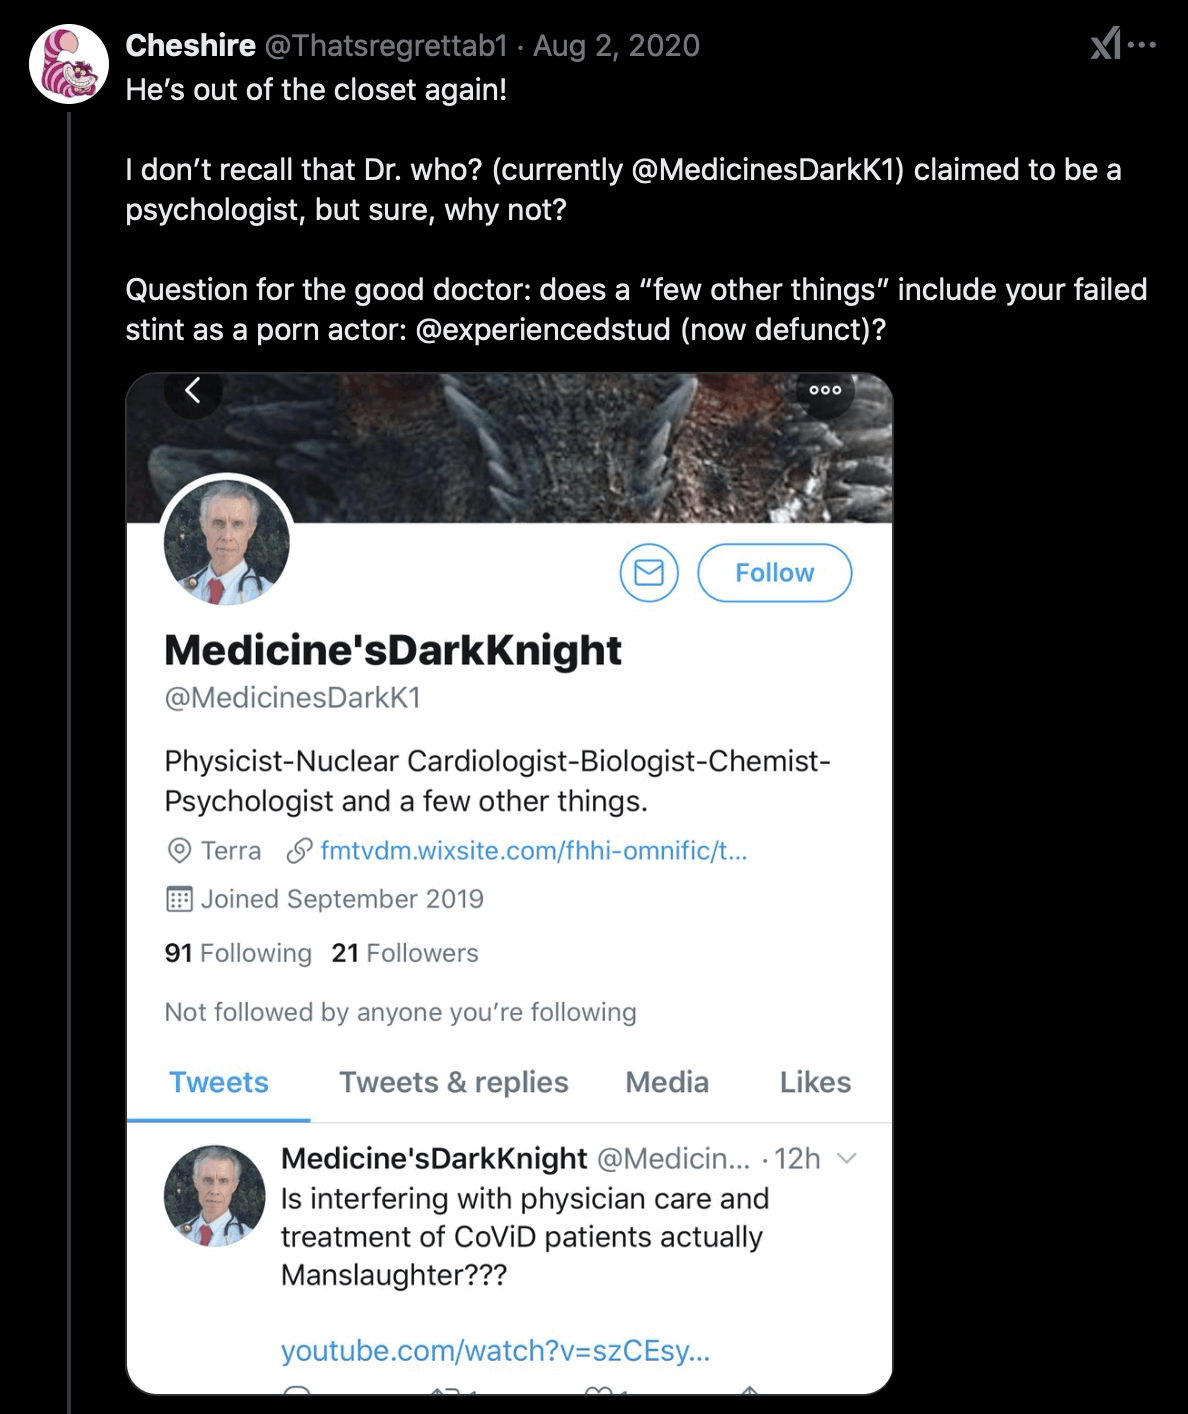 Cheshire @Thatsregrettab1 · Aug 2, 2020
He’s out of the closet again!
I don’t recall that Dr. who? (currently @MedicinesDarkK1) claimed to be a
psychologist, but sure, why not?
Question for the good doctor: does a “few other things” include your failed
stint as a porn actor: @experiencedstud (now defunct)?
Follow
Medicine'sDarkKnight
@MedicinesDarkK1
Physicist-Nuclear Cardiologist-Biologist-Chemist-
Psychologist and a few other things.
Terra fmtvdm.wixsite.com/fhhi-omnific/t...
Joined September 2019
91 Following 21 Followers
Not followed by anyone you’re following
Tweets Tweets & replies Media Likes
Medicine'sDarkKnight @Medicin... · 12h
Is interfering with physician care and
treatment of CoViD patients actually
Manslaughter???
youtube.com/watch?v=szCEsy...